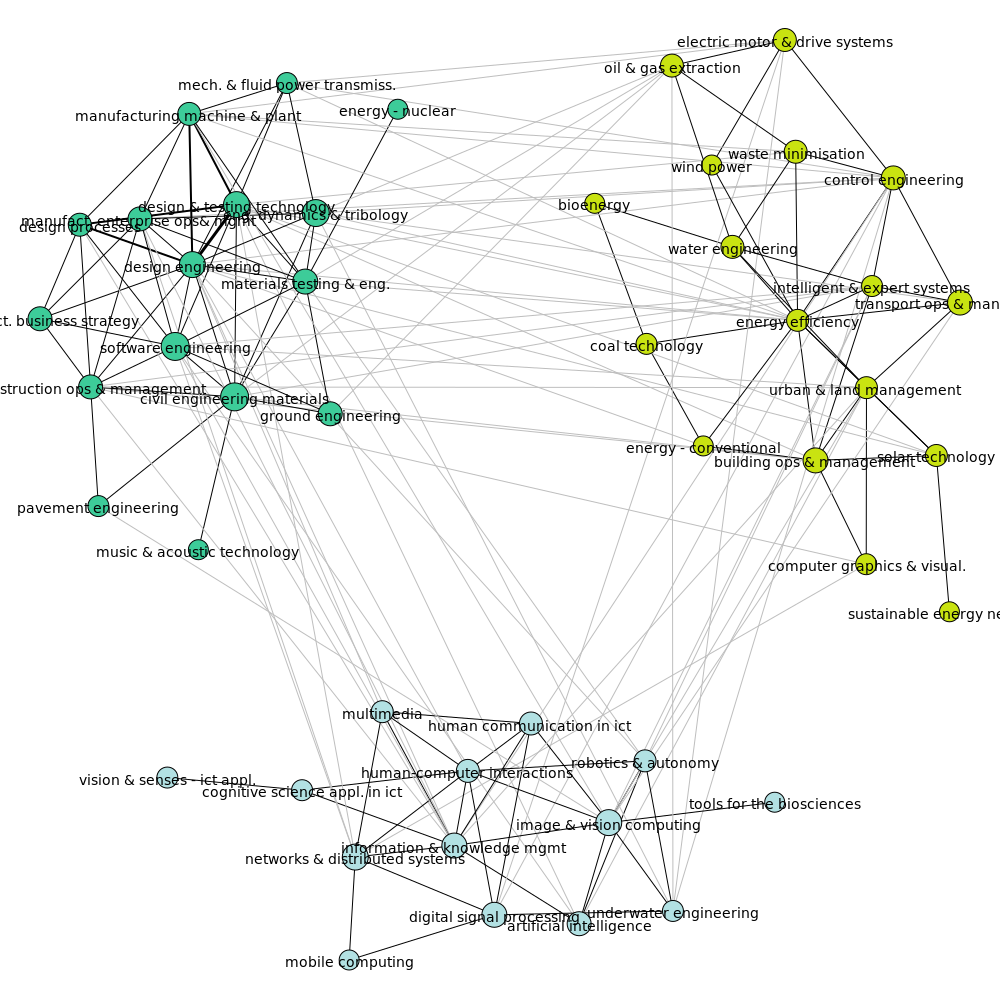 electric motor & drive systems
oil & gas extraction
mech. & fluid power transmiss.
energy - nuclear
manufacturing machine & plant
waste minimisation
wind power
control engineering
bioenergy
design & testing technology
dynamics & tribology
manufact. enterprise ops& mgmt
design processes
water engineering
design engineering
materials testing & eng.
intelligent & expert systems
transport ops & man
ct. business strategy
energy efficiency
software engineering
coal technology
struction ops & management
urban & land management
civil engineering materials
ground engineering
energy - conventional
building ops & management
solar technology
pavement engineering
music & acoustic technology
computer graphics & visual.
sustainable energy ne
multimedia
human communication in ict
robotics & autonomy
human-computer interactions
vision & senses - ict appl.
cognitive science appl. in ict
tools for the biosciences
image & vision computing
information & knowledge mgmt
networks & distributed systems
digital signal processing
underwater engineering
artificial intelligence
mobile computing